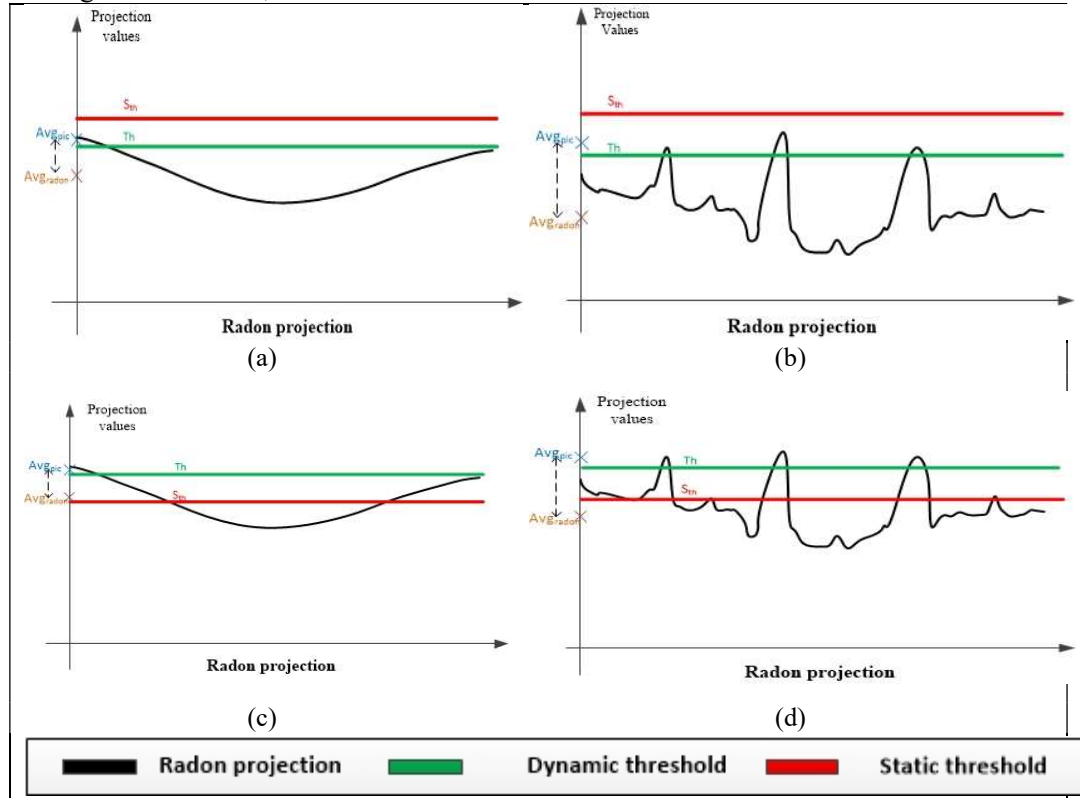 Projection
values
Sth
Avgpic
Th
Avgradon
Radon projection
(a)
Projection
Values
Sth
Avgpic
Th
Avgradon
Radon projection
(b)
Projection
values
Avgpic
Th
Avgradon
Sth
Radon projection
(c)
Projection
values
Avgpic
Th
Sth
Avgradon
Radon projection
(d)
Radon projection Dynamic threshold Static threshold